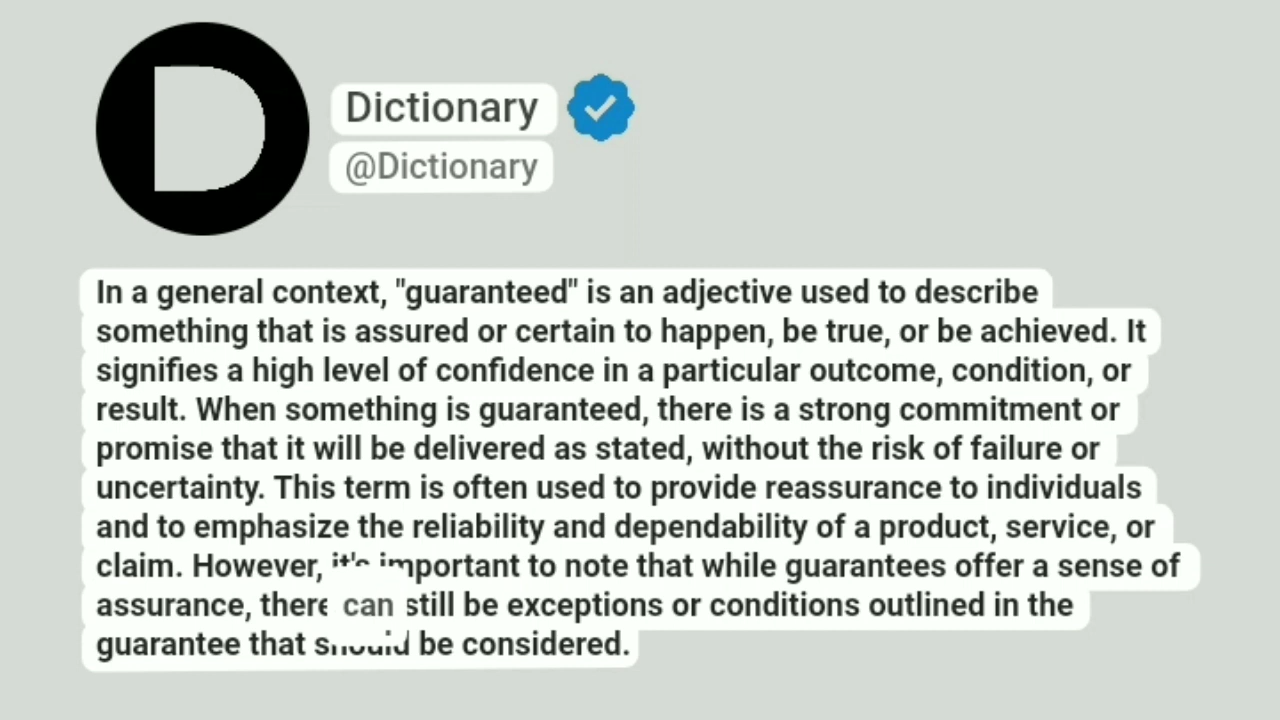 D
Dictionary
@Dictionary
In a general context, "guaranteed" is an adjective used to describe
something that is assured or certain to happen, be true, or be achieved. It
signifies a high level of confidence in a particular outcome, condition, or
result. When something is guaranteed, there is a strong commitment or
promise that it will be delivered as stated, without the risk of failure or
uncertainty. This term is often used to provide reassurance to individuals
and to emphasize the reliability and dependability of a product, service, or
claim. However, it's important to note that while guarantees offer a sense of
assurance, there can still be exceptions or conditions outlined in the
guarantee that should be considered.